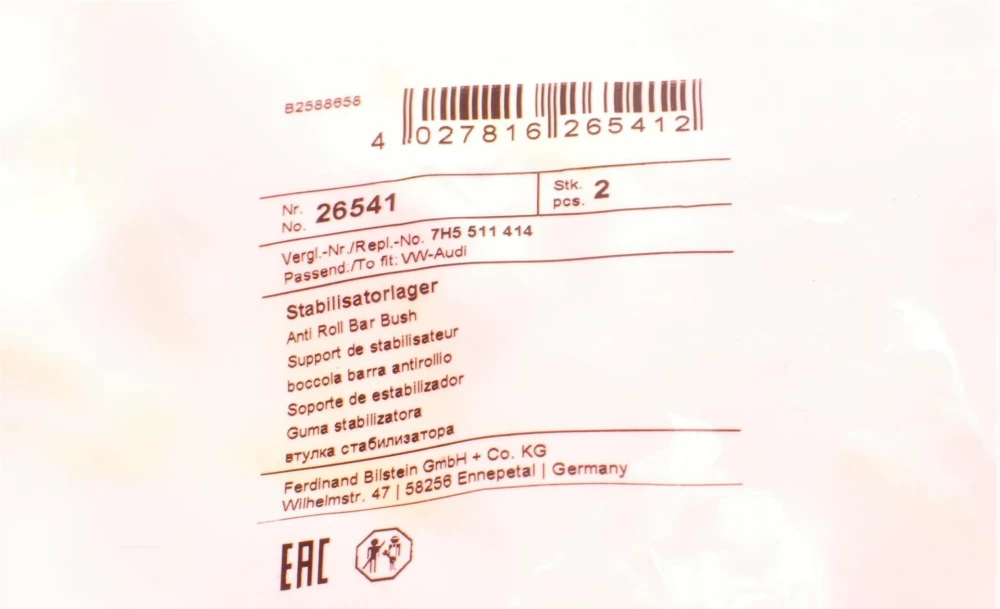 B2588658
4 027816 265412
Nr. No. 26541
Stk. pcs. 2
Vergl.-Nr./Repl.-No. 7H5 511 414
Passend./To fit: VW-Audi
Stabilisatorlager
Anti Roll Bar Bush
Support de stabilisateur
boccola barra antirollio
Soporte de estabilizador
Guma stabilizatora
втулка стабилизатора
Ferdinand Bilstein GmbH + Co. KG
Wilhelmstr. 47 | 58256 Ennepetal | Germany
EAC